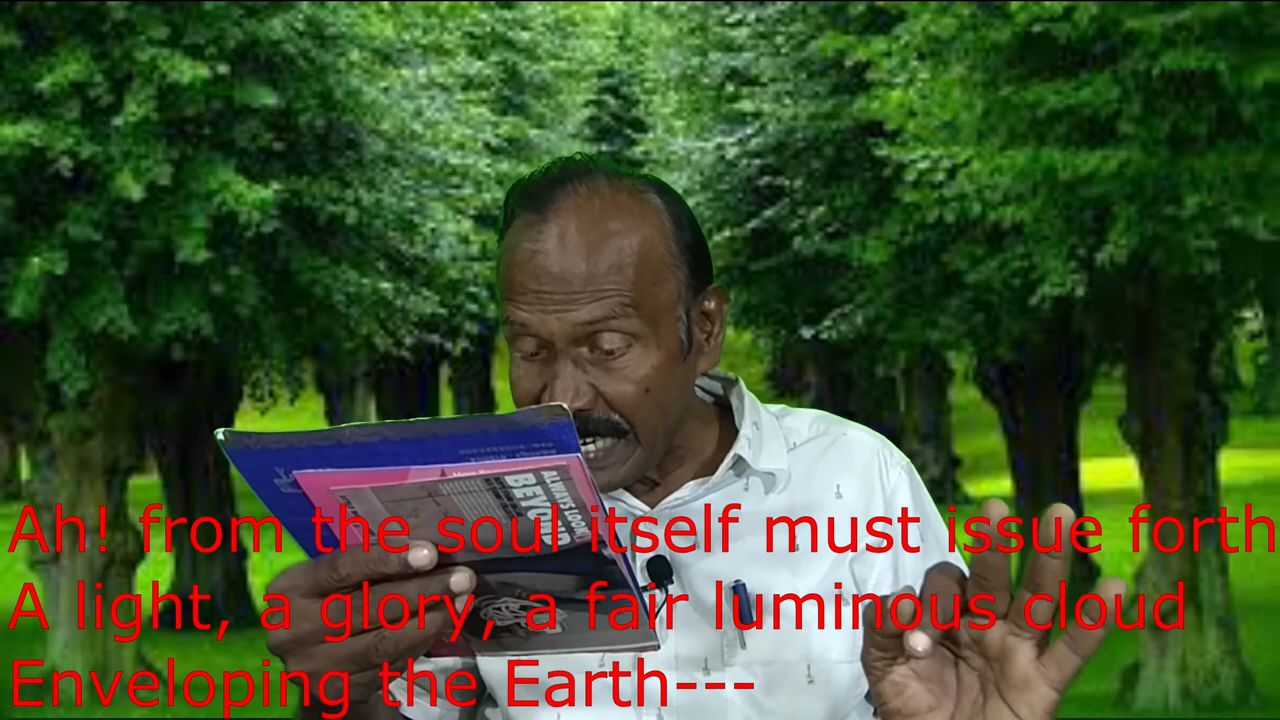 ALWAYS LOOK
BEYOND
Ah! from the soul itself must issue forth
A light, a glory, a fair luminous cloud
Enveloping the Earth---